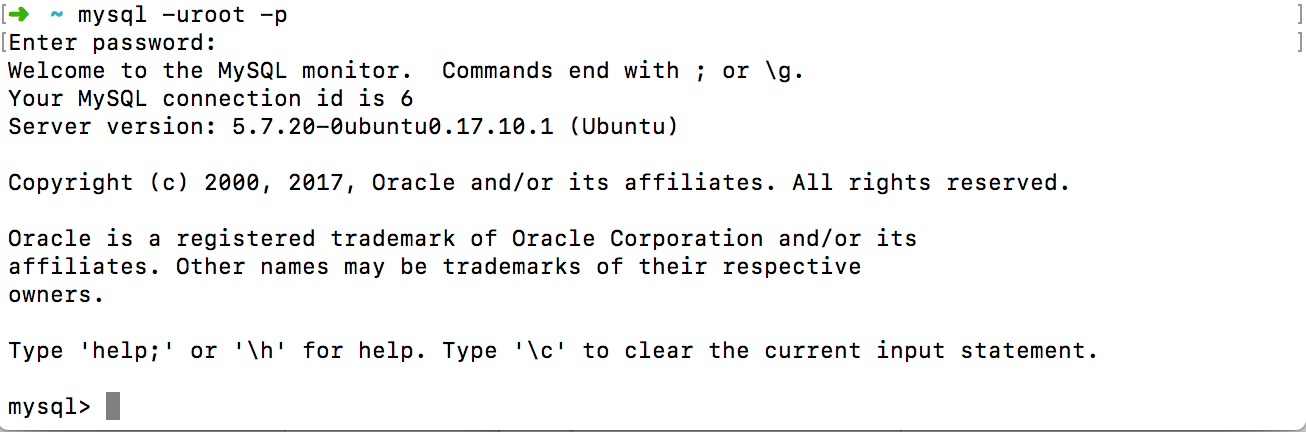 [➜  ~ mysql -uroot -p ]
[Enter password: ]
Welcome to the MySQL monitor.  Commands end with ; or \g.
Your MySQL connection id is 6
Server version: 5.7.20-0ubuntu0.17.10.1 (Ubuntu)
Copyright (c) 2000, 2017, Oracle and/or its affiliates. All rights reserved.
Oracle is a registered trademark of Oracle Corporation and/or its
affiliates. Other names may be trademarks of their respective
owners.
Type 'help;' or '\h' for help. Type '\c' to clear the current input statement.
mysql>